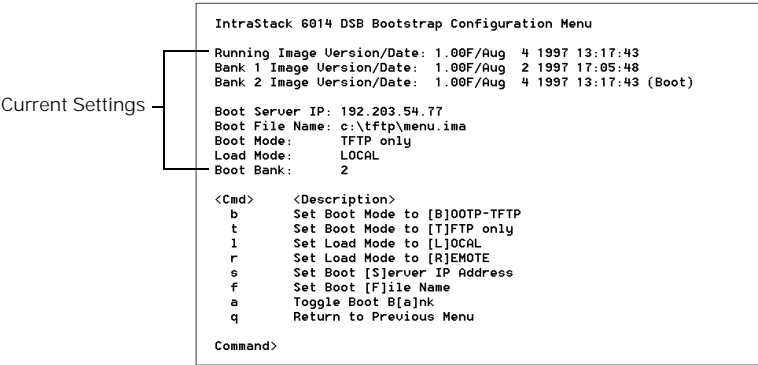 IntraStack 6014 DSB Bootstrap Configuration Menu
Running Image Version/Date: 1.00F/Aug  4 1997 13:17:43
Bank 1 Image Version/Date:  1.00F/Aug  2 1997 17:05:48
Bank 2 Image Version/Date:  1.00F/Aug  4 1997 13:17:43 (Boot)
Current Settings
Boot Server IP: 192.203.54.77
Boot File Name: c:\tftp\menu.ima
Boot Mode:      TFTP only
Load Mode:      LOCAL
Boot Bank:      2
<Cmd>     <Description>
b       Set Boot Mode to [B]OOTP-TFTP
t       Set Boot Mode to [T]FTP only
l       Set Load Mode to [L]OCAL
r       Set Load Mode to [R]EMOTE
s       Set Boot [S]erver IP Address
f       Set Boot [F]ile Name
a       Toggle Boot B[a]nk
q       Return to Previous Menu
Command>